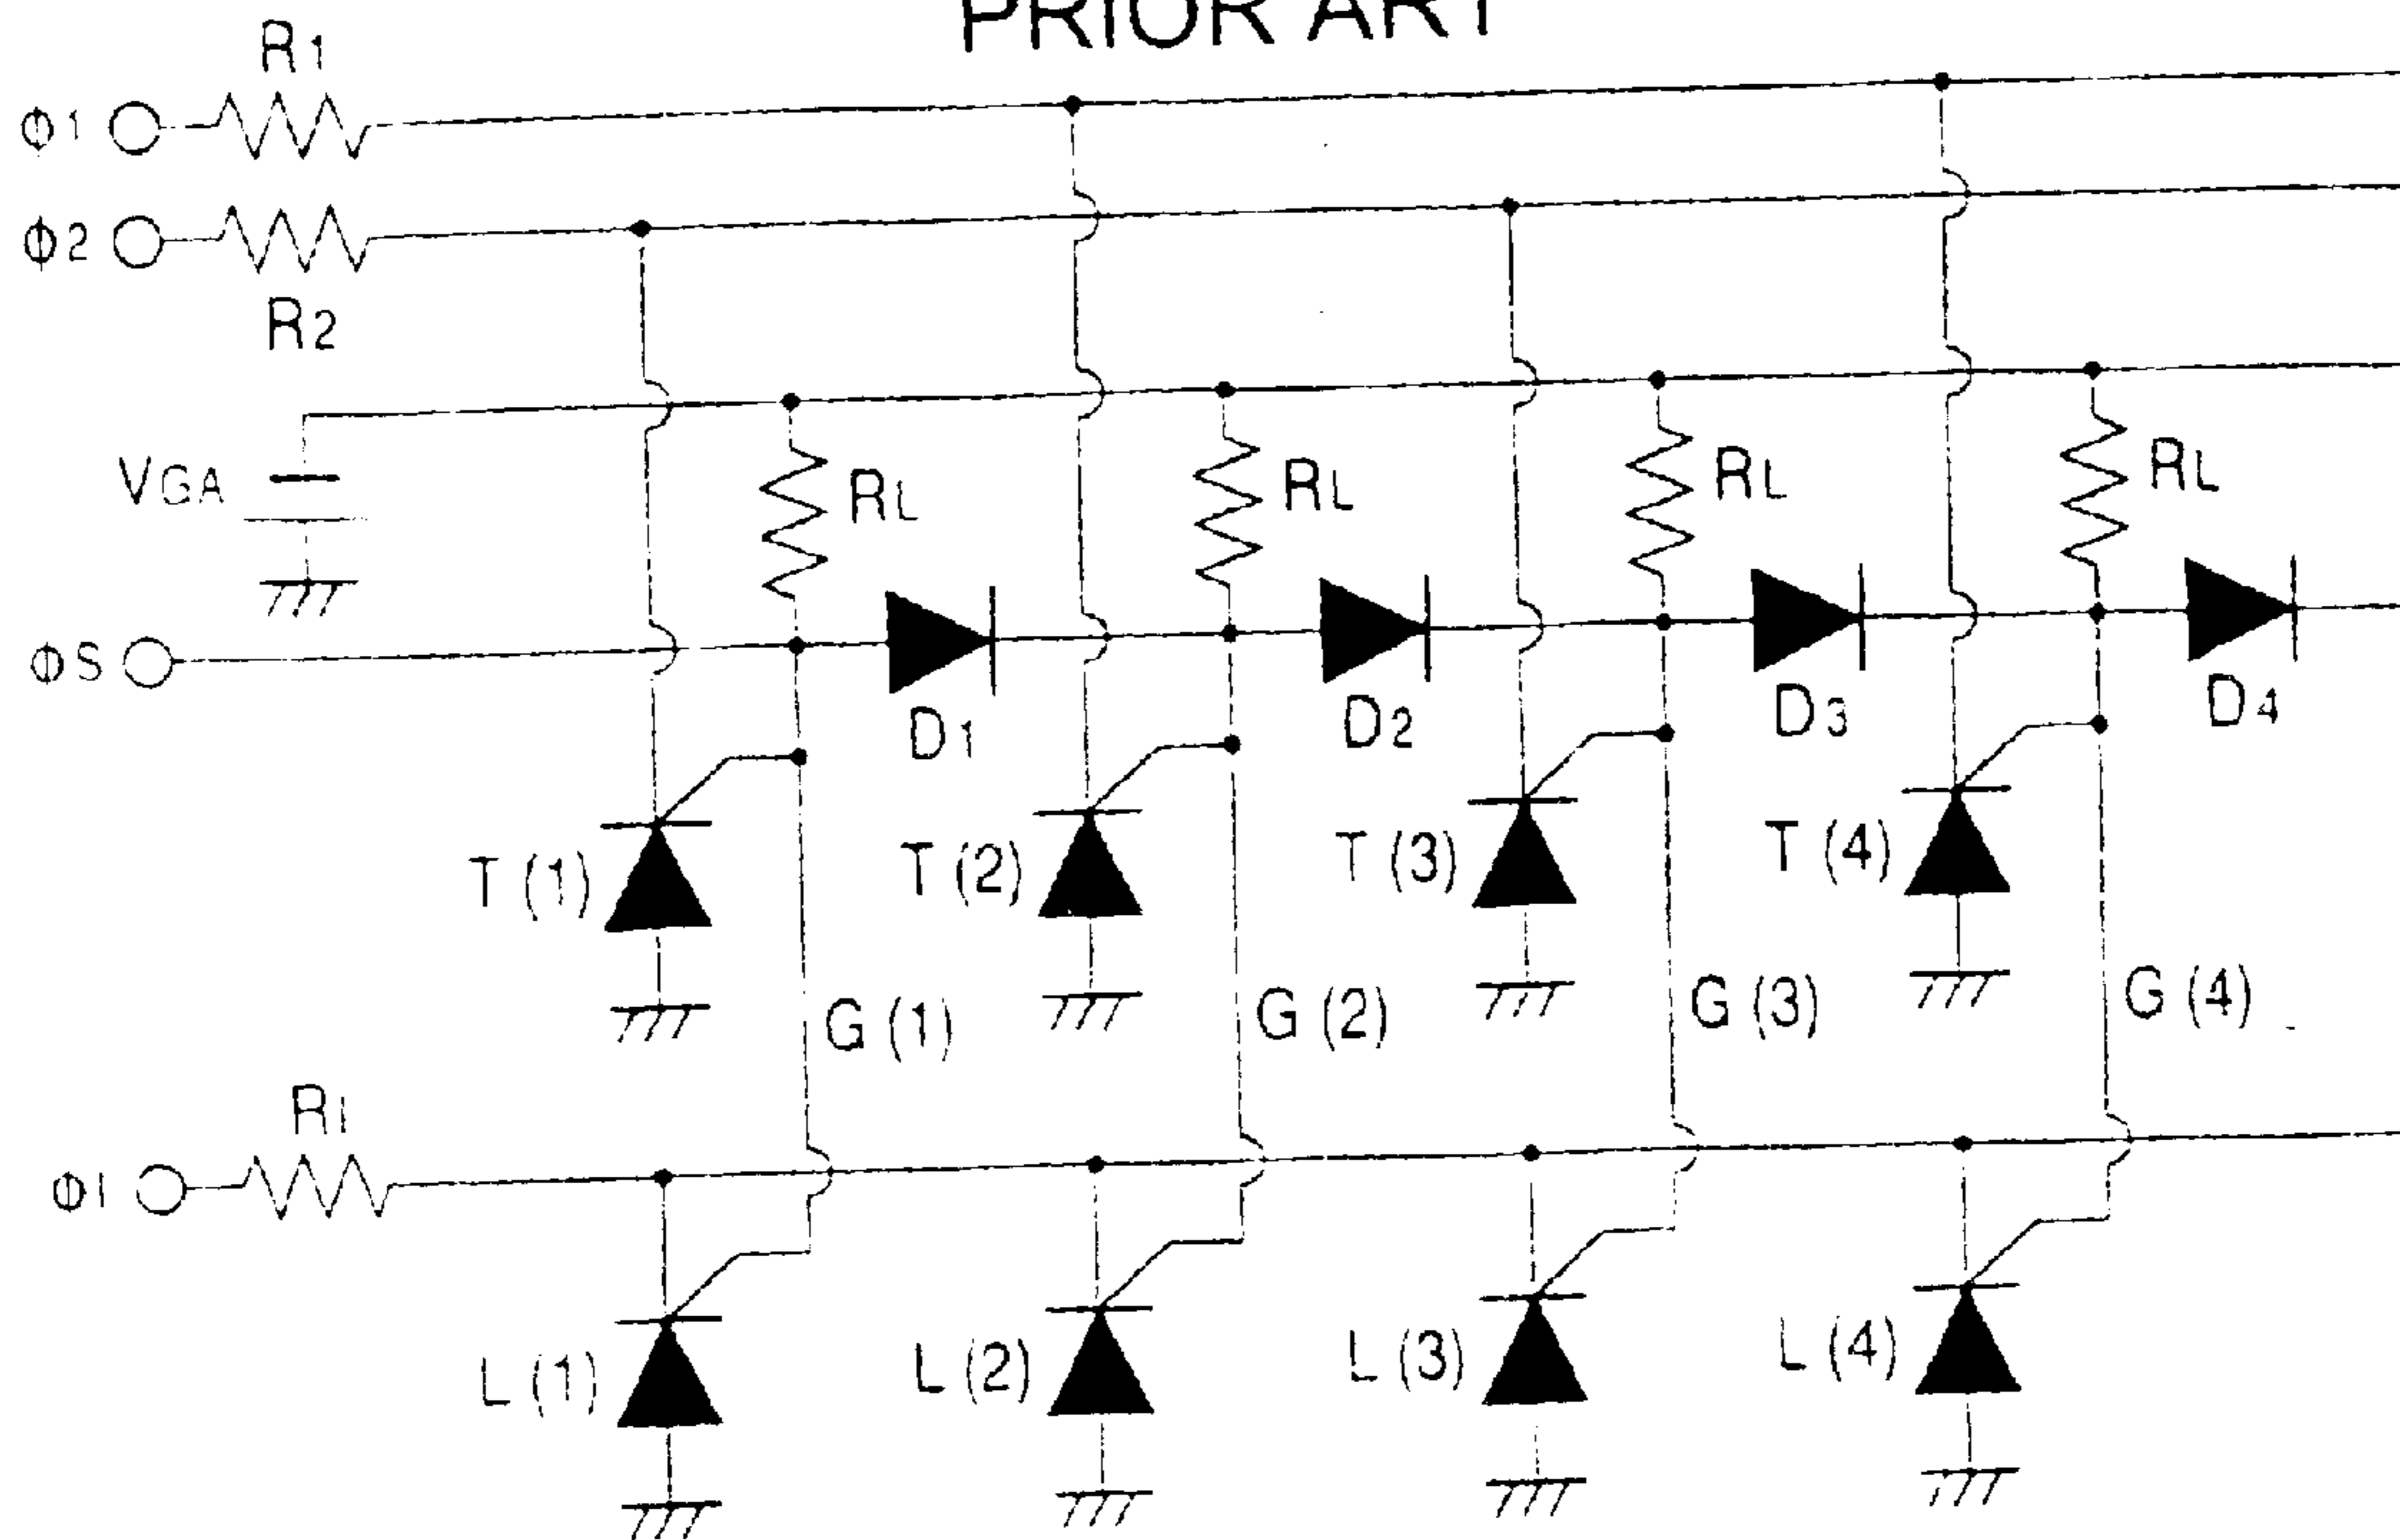 PRIOR ART
R1
Φ1
Φ2
R2
VGA
RL
RL
RL
RL
ΦS
D1
D2
D3
D4
T (1)
T (2)
T (3)
T (4)
G (1)
G (2)
G (3)
G (4)
RI
ΦI
L (1)
L (2)
L (3)
L (4)